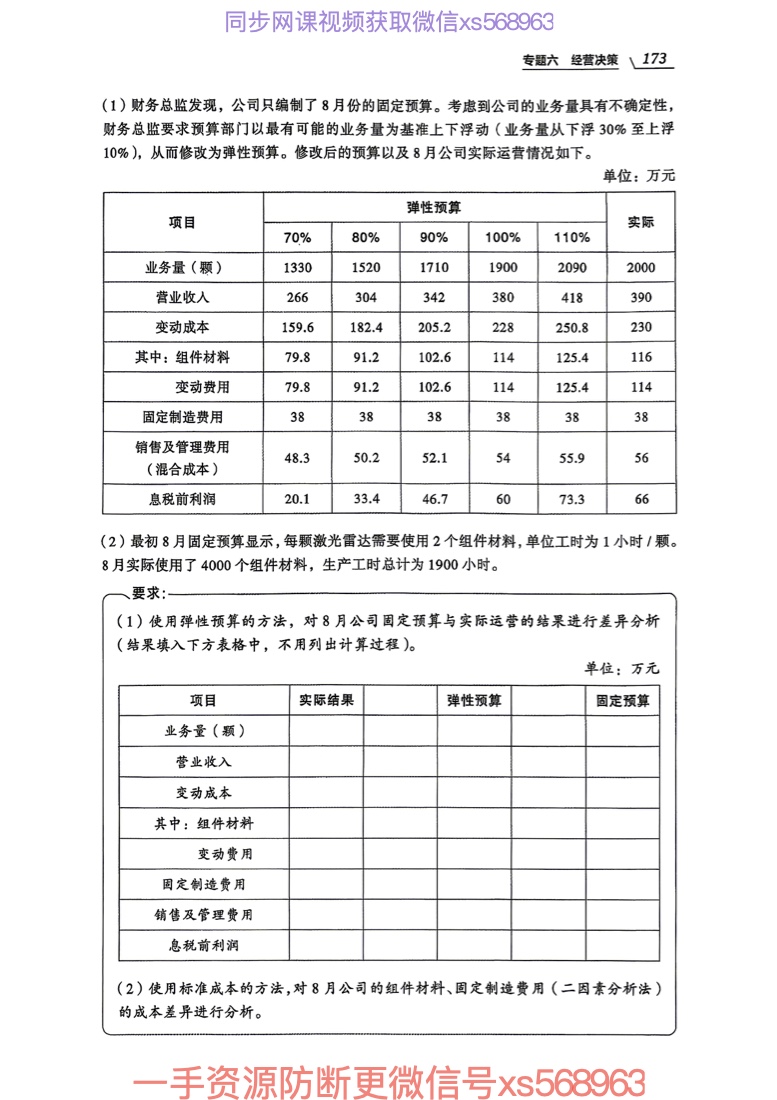 同步网课视频获取微信xs568963
专题六 经营决策 173
（1）财务总监发现，公司只编制了 8 月份的固定预算。考虑到公司的业务量具有不确定性，
财务总监要求预算部门以最有可能的业务量为基准上下浮动（业务量从下浮 30% 至上浮
10%），从而修改为弹性预算。修改后的预算以及 8 月公司实际运营情况如下。
单位：万元
项目 弹性预算 实际
70% 80% 90% 100% 110%
业务量（颗） 1330 1520 1710 1900 2090 2000
营业收入 266 304 342 380 418 390
变动成本 159.6 182.4 205.2 228 250.8 230
其中：组件材料 79.8 91.2 102.6 114 125.4 116
变动费用 79.8 91.2 102.6 114 125.4 114
固定制造费用 38 38 38 38 38 38
销售及管理费用
（混合成本） 48.3 50.2 52.1 54 55.9 56
息税前利润 20.1 33.4 46.7 60 73.3 66
（2）最初 8 月固定预算显示，每颗激光雷达需要使用 2 个组件材料，单位工时为 1 小时 / 颗。
8 月实际使用了 4000 个组件材料，生产工时总计为 1900 小时。
要求：
（1）使用弹性预算的方法，对 8 月公司固定预算与实际运营的结果进行差异分析
（结果填入下方表格中，不用列出计算过程）。
单位：万元
项目 实际结果 弹性预算 固定预算
业务量（颗）
营业收入
变动成本
其中：组件材料
变动费用
固定制造费用
销售及管理费用
息税前利润
（2）使用标准成本的方法，对 8 月公司的组件材料、固定制造费用（二因素分析法）
的成本差异进行分析。
一手资源防断更微信号xs568963